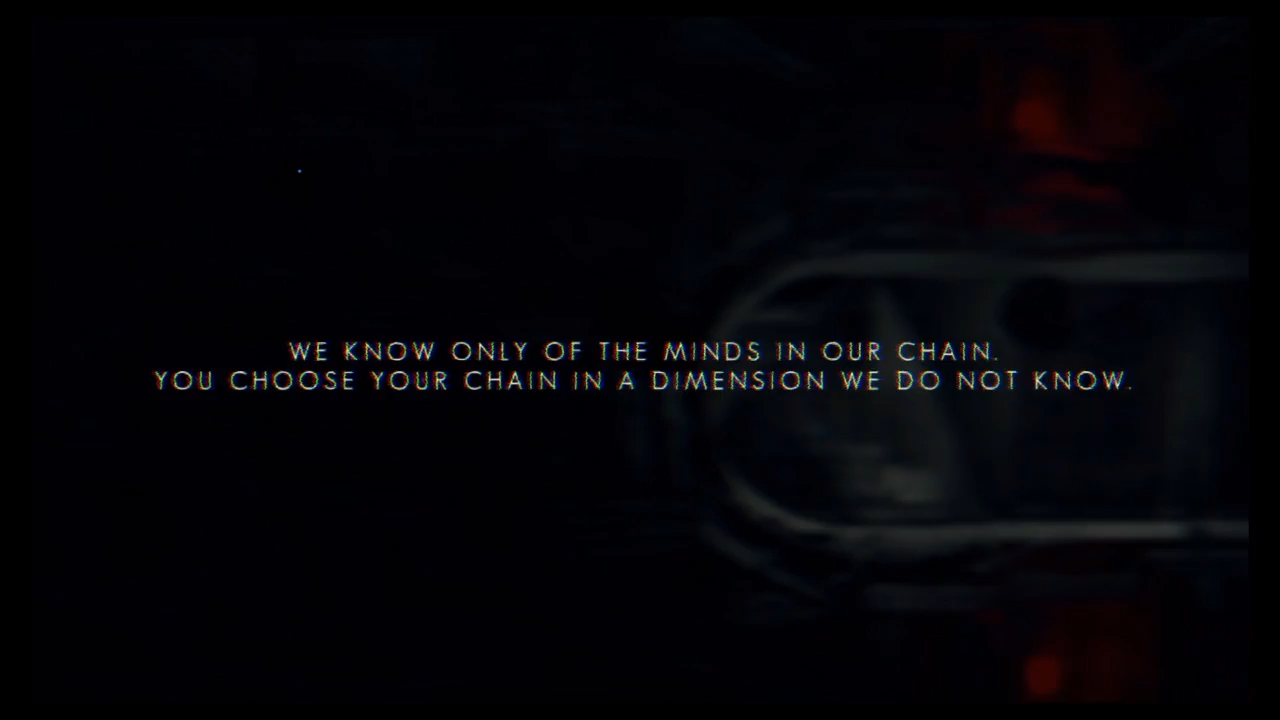 WE KNOW ONLY OF THE MINDS IN OUR CHAIN.
YOU CHOOSE YOUR CHAIN IN A DIMENSION WE DO NOT KNOW.